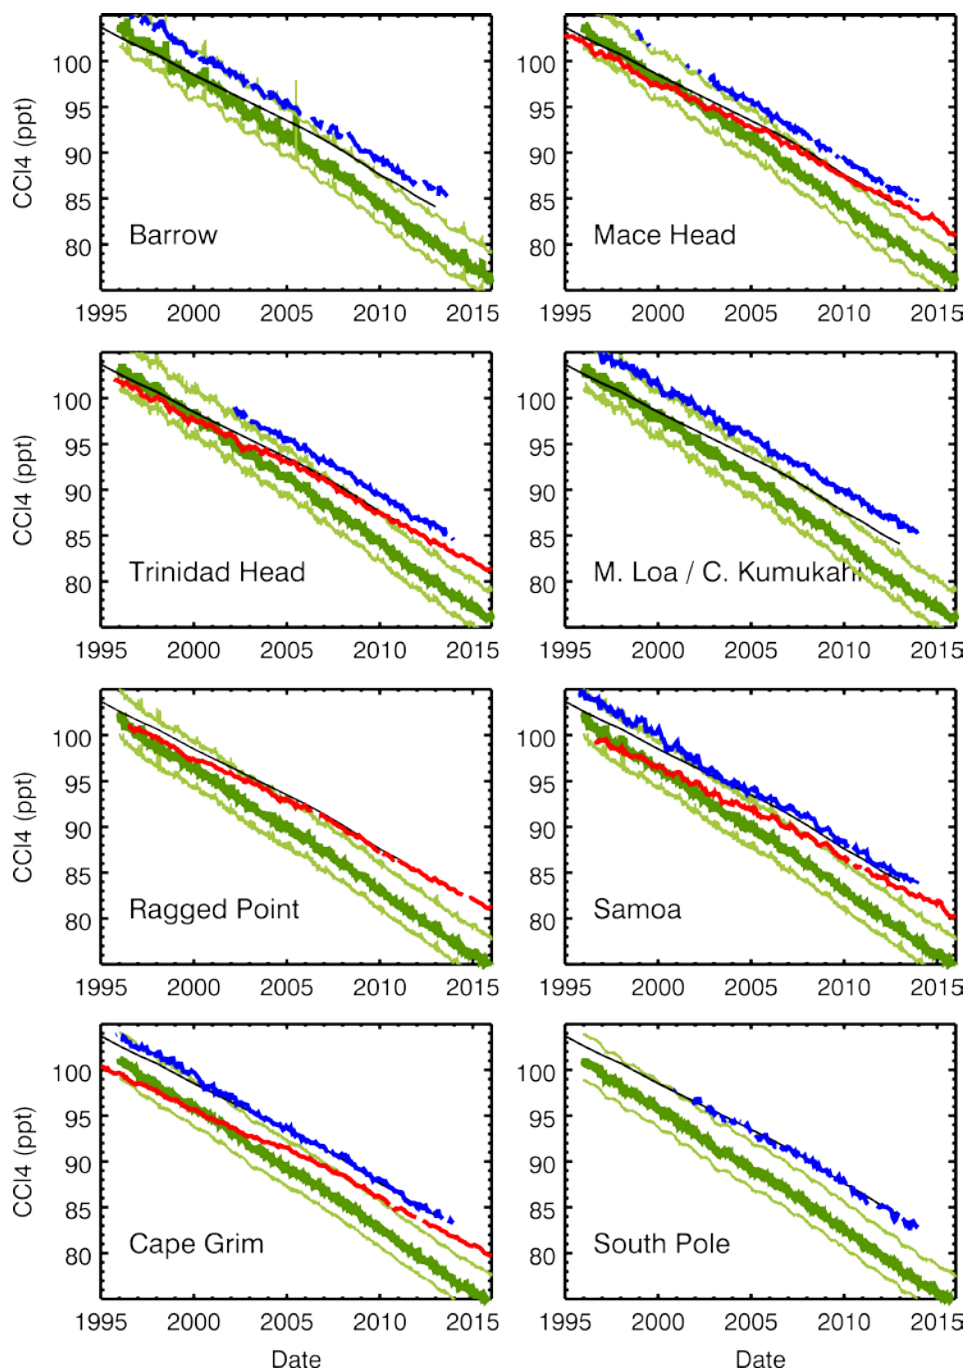 100
95
90
85
80
CCl4 (ppt)
Barrow
1995 2000 2005 2010 2015
100
95
90
85
80
Mace Head
1995 2000 2005 2010 2015
100
95
90
85
80
CCl4 (ppt)
Trinidad Head
1995 2000 2005 2010 2015
100
95
90
85
80
M. Loa / C. Kumukahi
1995 2000 2005 2010 2015
100
95
90
85
80
CCl4 (ppt)
Ragged Point
1995 2000 2005 2010 2015
100
95
90
85
80
Samoa
1995 2000 2005 2010 2015
100
95
90
85
80
CCl4 (ppt)
Cape Grim
1995 2000 2005 2010 2015
Date
100
95
90
85
80
South Pole
1995 2000 2005 2010 2015
Date